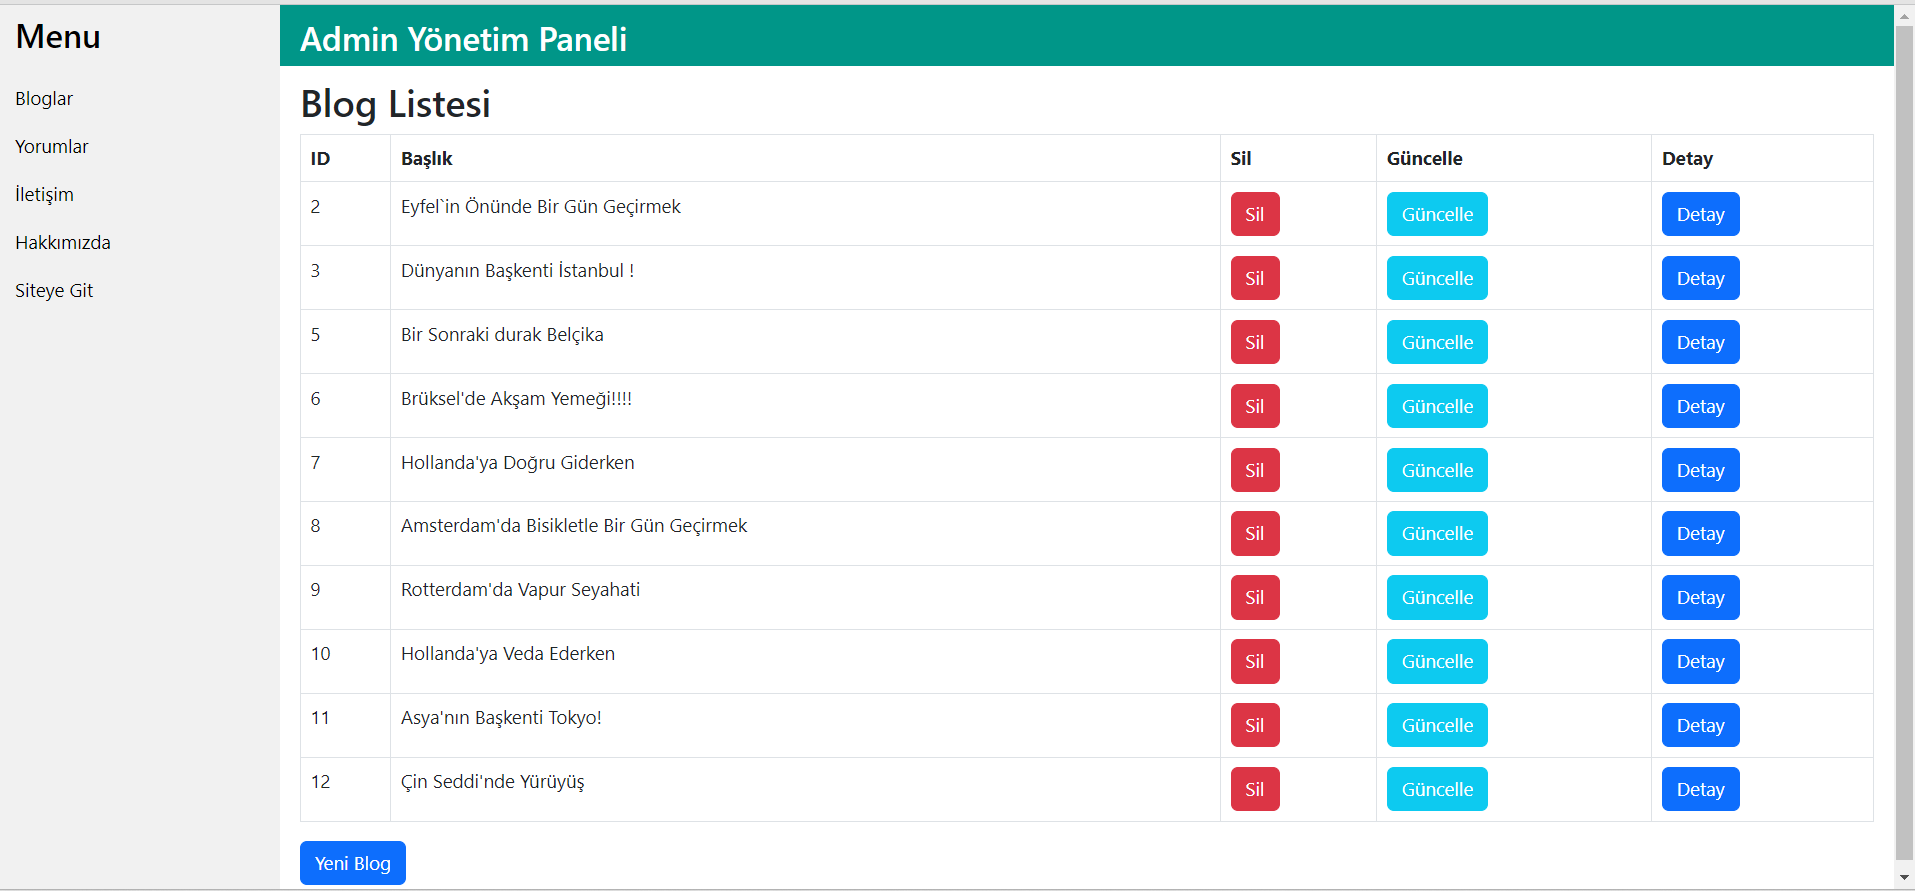 Menu
Bloglar
Yorumlar
İletişim
Hakkımızda
Siteye Git
Admin Yönetim Paneli
Blog Listesi
ID Başlık Sil Güncelle Detay
2 Eyfel`in Önünde Bir Gün Geçirmek Sil Güncelle Detay
3 Dünyanın Başkenti İstanbul ! Sil Güncelle Detay
5 Bir Sonraki durak Belçika Sil Güncelle Detay
6 Brüksel'de Akşam Yemeği!!!! Sil Güncelle Detay
7 Hollanda'ya Doğru Giderken Sil Güncelle Detay
8 Amsterdam'da Bisikletle Bir Gün Geçirmek Sil Güncelle Detay
9 Rotterdam'da Vapur Seyahati Sil Güncelle Detay
10 Hollanda'ya Veda Ederken Sil Güncelle Detay
11 Asya'nın Başkenti Tokyo! Sil Güncelle Detay
12 Çin Seddi'nde Yürüyüş Sil Güncelle Detay
Yeni Blog